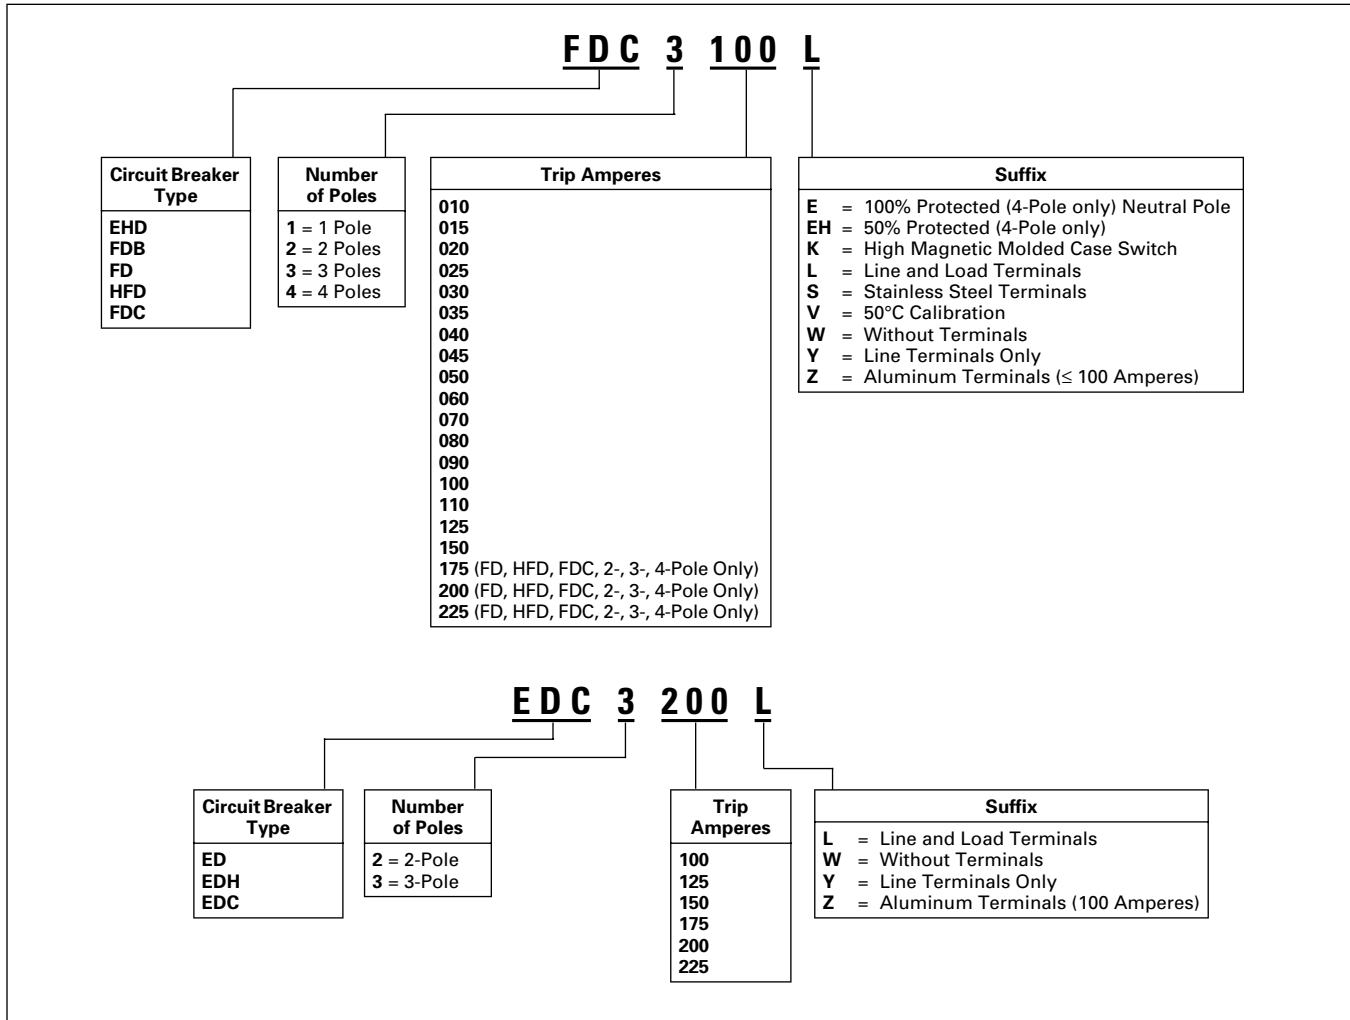 FDC 3 100 L
Circuit Breaker
Type
EHD
FDB
FD
HFD
FDC
Number
of Poles
1 = 1 Pole
2 = 2 Poles
3 = 3 Poles
4 = 4 Poles
Trip Amperes
010
015
020
025
030
035
040
045
050
060
070
080
090
100
110
125
150
175 (FD, HFD, FDC, 2-, 3-, 4-Pole Only)
200 (FD, HFD, FDC, 2-, 3-, 4-Pole Only)
225 (FD, HFD, FDC, 2-, 3-, 4-Pole Only)
Suffix
E = 100% Protected (4-Pole only) Neutral Pole
EH = 50% Protected (4-Pole only)
K = High Magnetic Molded Case Switch
L = Line and Load Terminals
S = Stainless Steel Terminals
V = 50°C Calibration
W = Without Terminals
Y = Line Terminals Only
Z = Aluminum Terminals (≤ 100 Amperes)
EDC 3 200 L
Circuit Breaker
Type
ED
EDH
EDC
Number
of Poles
2 = 2-Pole
3 = 3-Pole
Trip
Amperes
100
125
150
175
200
225
Suffix
L = Line and Load Terminals
W = Without Terminals
Y = Line Terminals Only
Z = Aluminum Terminals (100 Amperes)